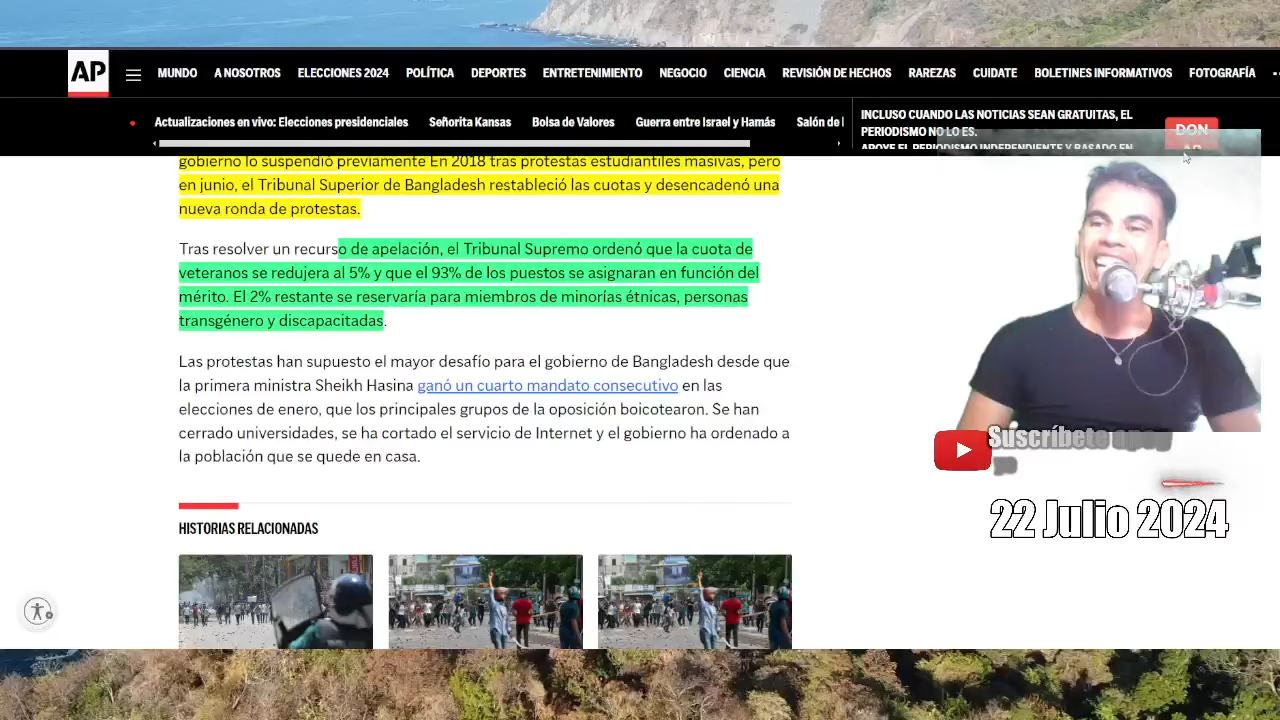 AP
MUNDO A NOSOTROS ELECCIONES 2024 POLÍTICA DEPORTES ENTRETENIMIENTO NEGOCIO CIENCIA REVISIÓN DE HECHOS RAREZAS CUIDATE BOLETINES INFORMATIVOS FOTOGRAFÍA
Actualizaciones en vivo: Elecciones presidenciales Señorita Kansas Bolsa de Valores Guerra entre Israel y Hamás Salón de
INCLUSO CUANDO LAS NOTICIAS SEAN GRATUITAS, EL
PERIODISMO NO LO ES.
APOYE EL PERIODISMO INDEPENDIENTE Y BASADO EN
DON
gobierno lo suspendió previamente En 2018 tras protestas estudiantiles masivas, pero
en junio, el Tribunal Superior de Bangladesh restableció las cuotas y desencadenó una
nueva ronda de protestas.
Tras resolver un recurso de apelación, el Tribunal Supremo ordenó que la cuota de
veteranos se redujera al 5% y que el 93% de los puestos se asignaran en función del
mérito. El 2% restante se reservaría para miembros de minorías étnicas, personas
transgénero y discapacitadas.
Las protestas han supuesto el mayor desafío para el gobierno de Bangladesh desde que
la primera ministra Sheikh Hasina ganó un cuarto mandato consecutivo en las
elecciones de enero, que los principales grupos de la oposición boicotearon. Se han
cerrado universidades, se ha cortado el servicio de Internet y el gobierno ha ordenado a
la población que se quede en casa.
HISTORIAS RELACIONADAS
Suscríbete
22 Julio 2024